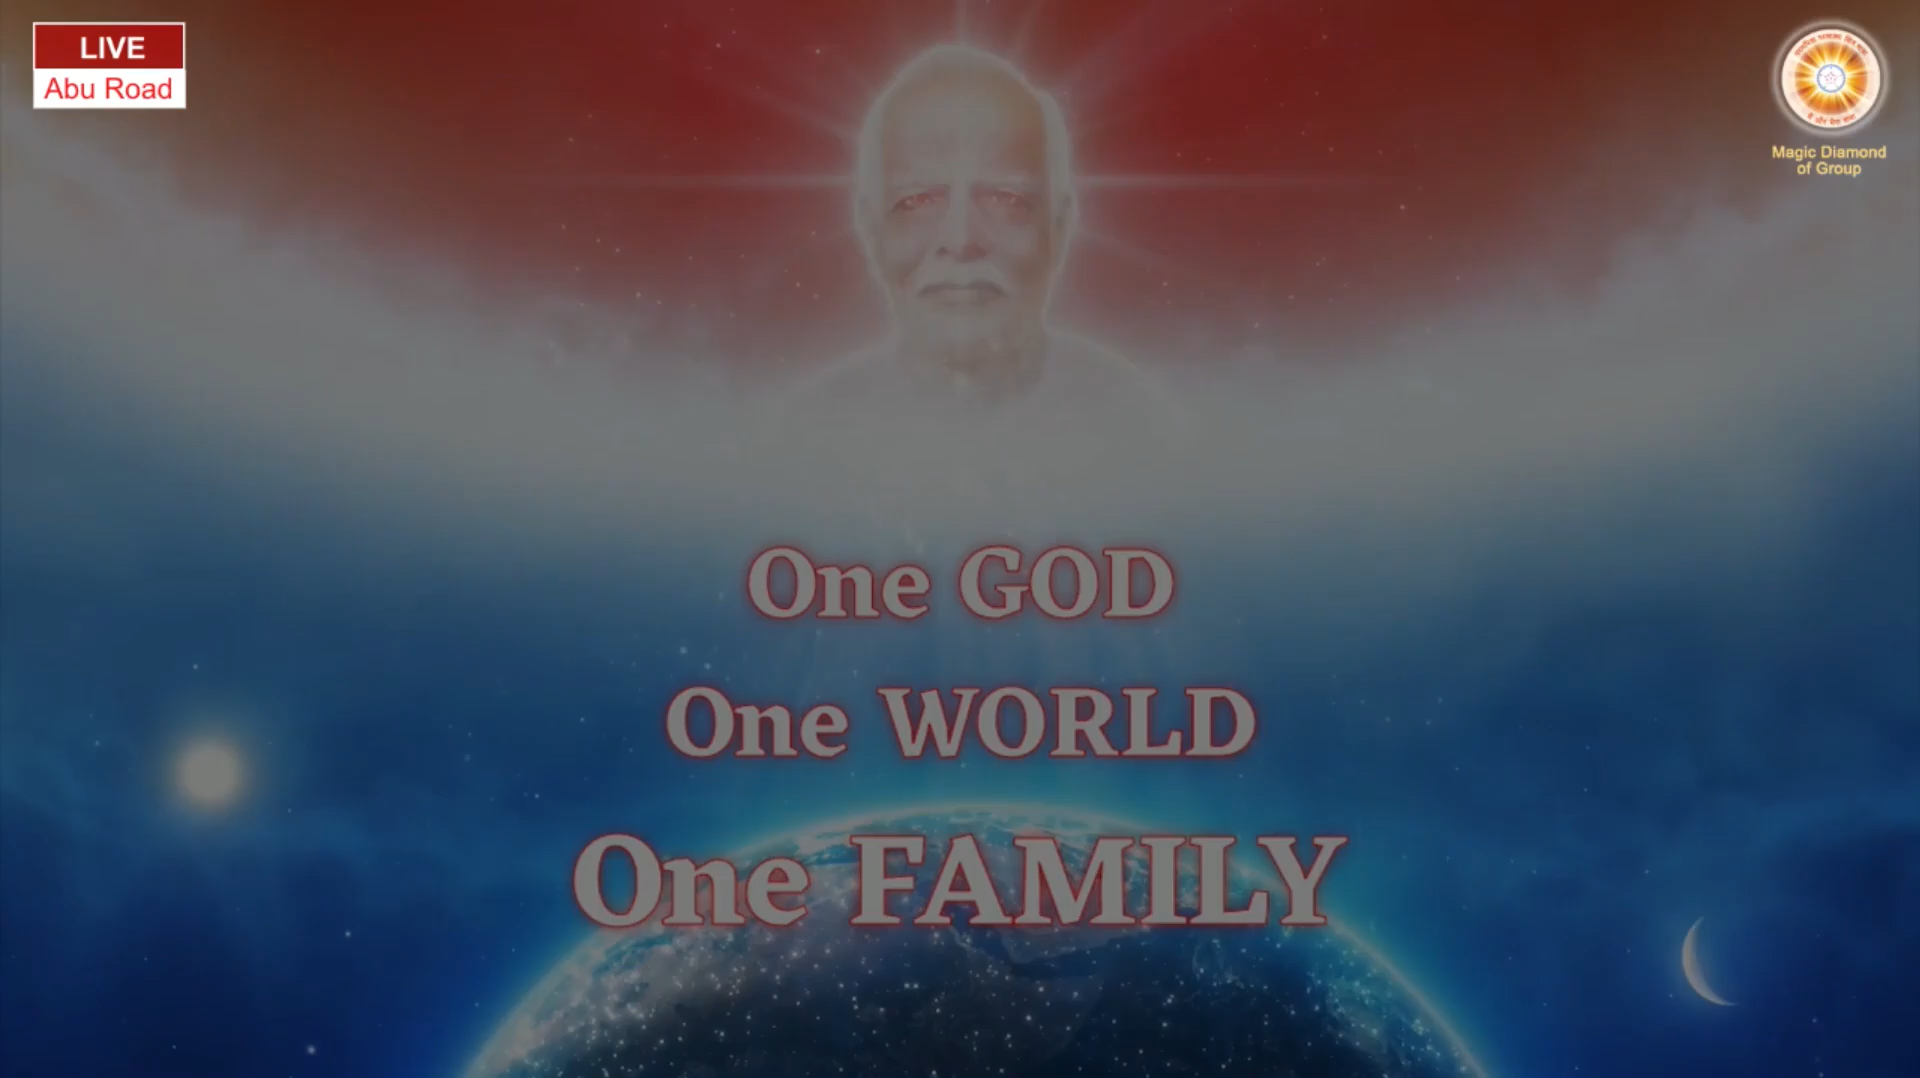 LIVE
Abu Road
Magic Diamond
of Group
One GOD
One WORLD
One FAMILY